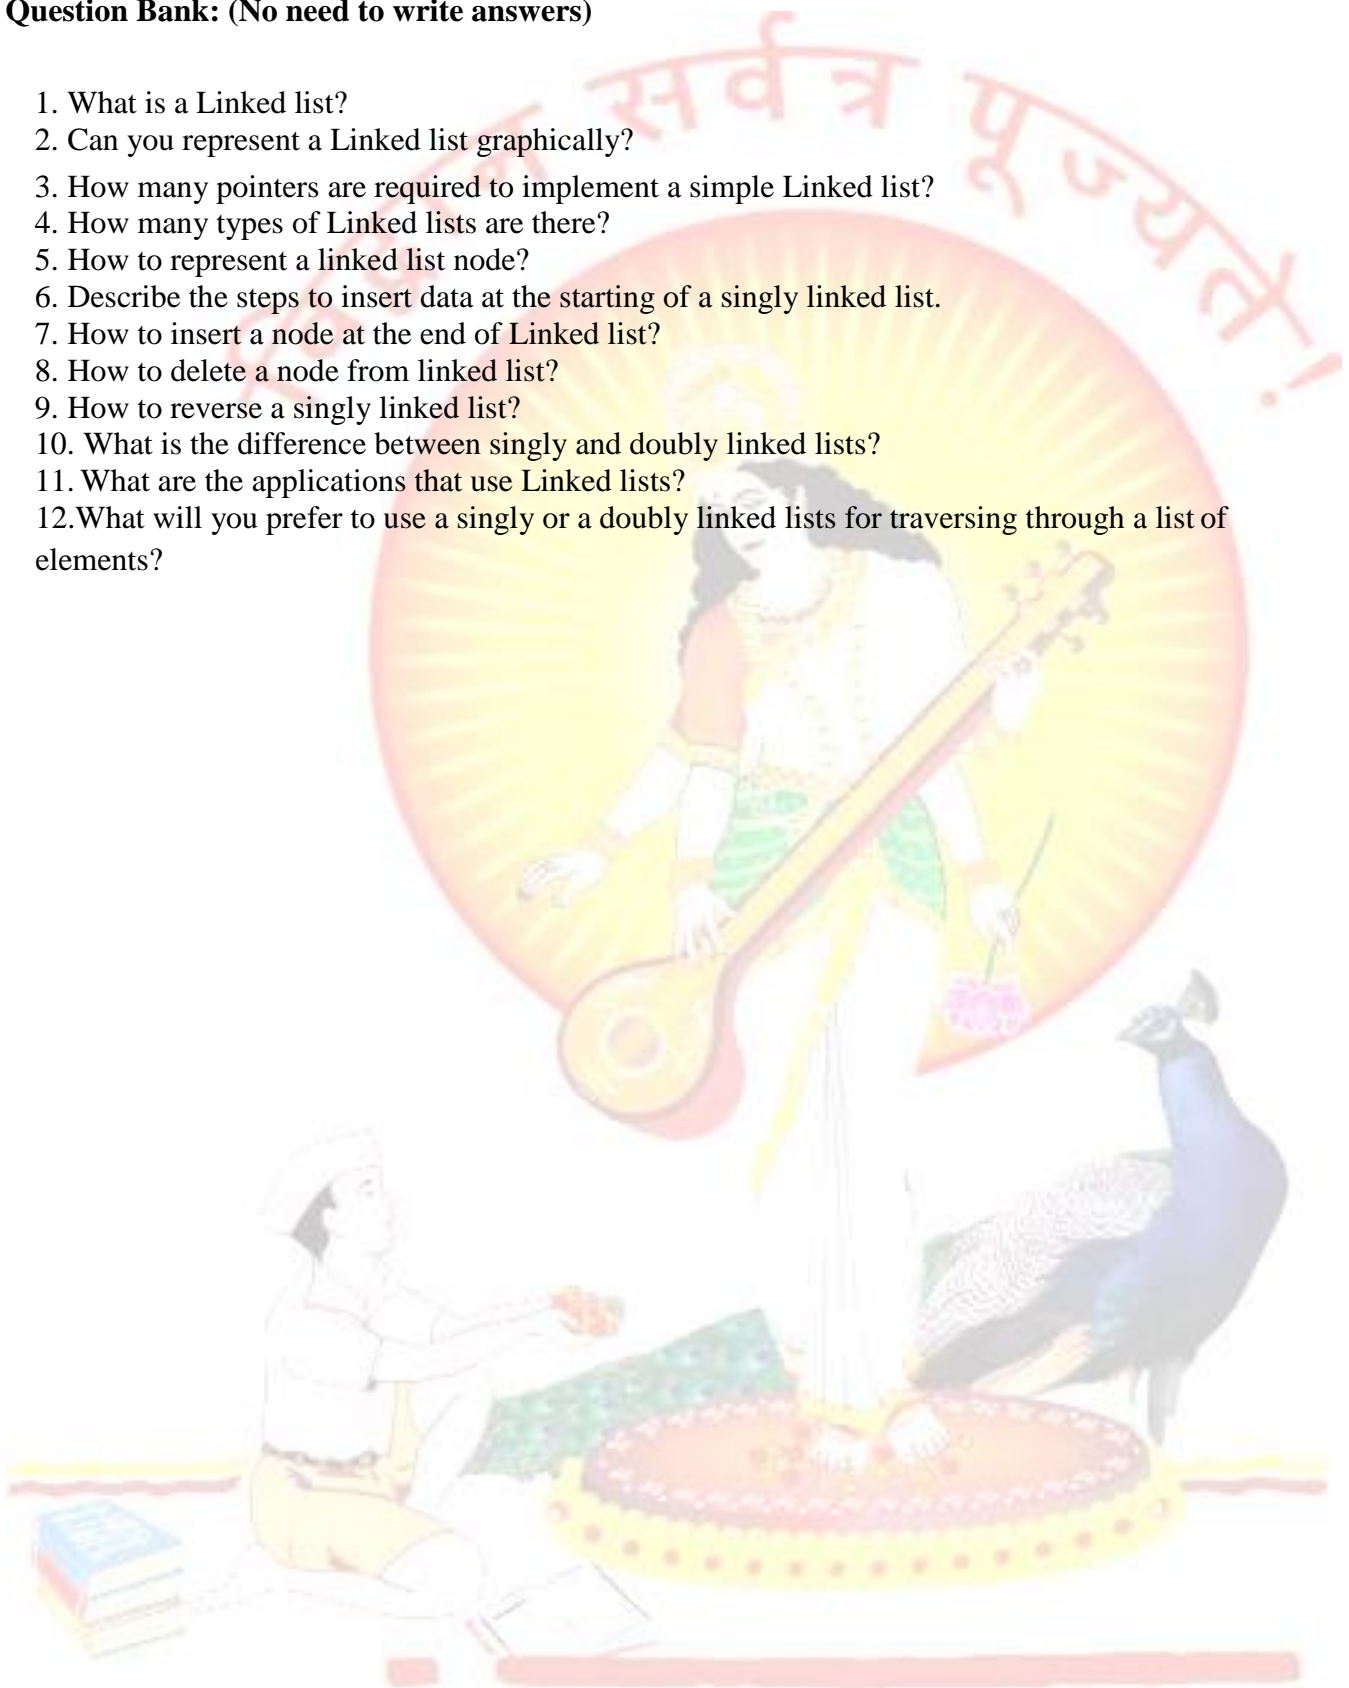 Question Bank: (No need to write answers)
विद्वान सर्वत्र पूज्यते!
1. What is a Linked list?
2. Can you represent a Linked list graphically?
3. How many pointers are required to implement a simple Linked list?
4. How many types of Linked lists are there?
5. How to represent a linked list node?
6. Describe the steps to insert data at the starting of a singly linked list.
7. How to insert a node at the end of Linked list?
8. How to delete a node from linked list?
9. How to reverse a singly linked list?
10. What is the difference between singly and doubly linked lists?
11. What are the applications that use Linked lists?
12.What will you prefer to use a singly or a doubly linked lists for traversing through a list of
elements?